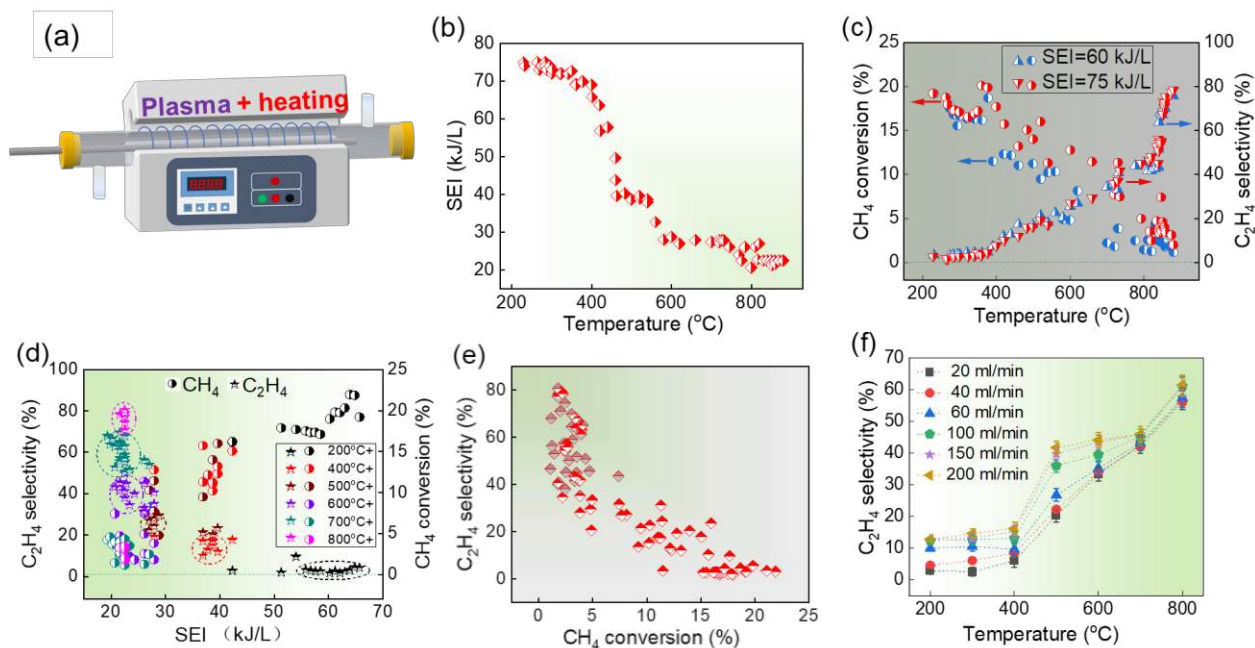 (a)
Plasma + heating
8888
(b)
SEI (kJ/L)
80
70
60
50
40
30
20
200 400 600 800
Temperature (°C)
(c)
CH4 conversion (%)
25
20
15
10
5
0
SEI=60 kJ/L
SEI=75 kJ/L
100
80
60
40
20
0
C2H4 selectivity (%)
200 400 600 800
Temperature (°C)
(d)
C2H4 selectivity (%)
100
80
60
40
20
0
CH4 C2H4
200°C+
400°C+
500°C+
600°C+
700°C+
800°C+
25
20
15
10
5
0
CH4 conversion (%)
20 30 40 50 60 70
SEI (kJ/L)
(e)
C2H4 selectivity (%)
80
60
40
20
0
0 5 10 15 20
CH4 conversion (%)
(f)
C2H4 selectivity (%)
70
60
50
40
30
20
10
0
20 ml/min
40 ml/min
60 ml/min
100 ml/min
150 ml/min
200 ml/min
200 300 400 500 600 700 800
Temperature (°C)